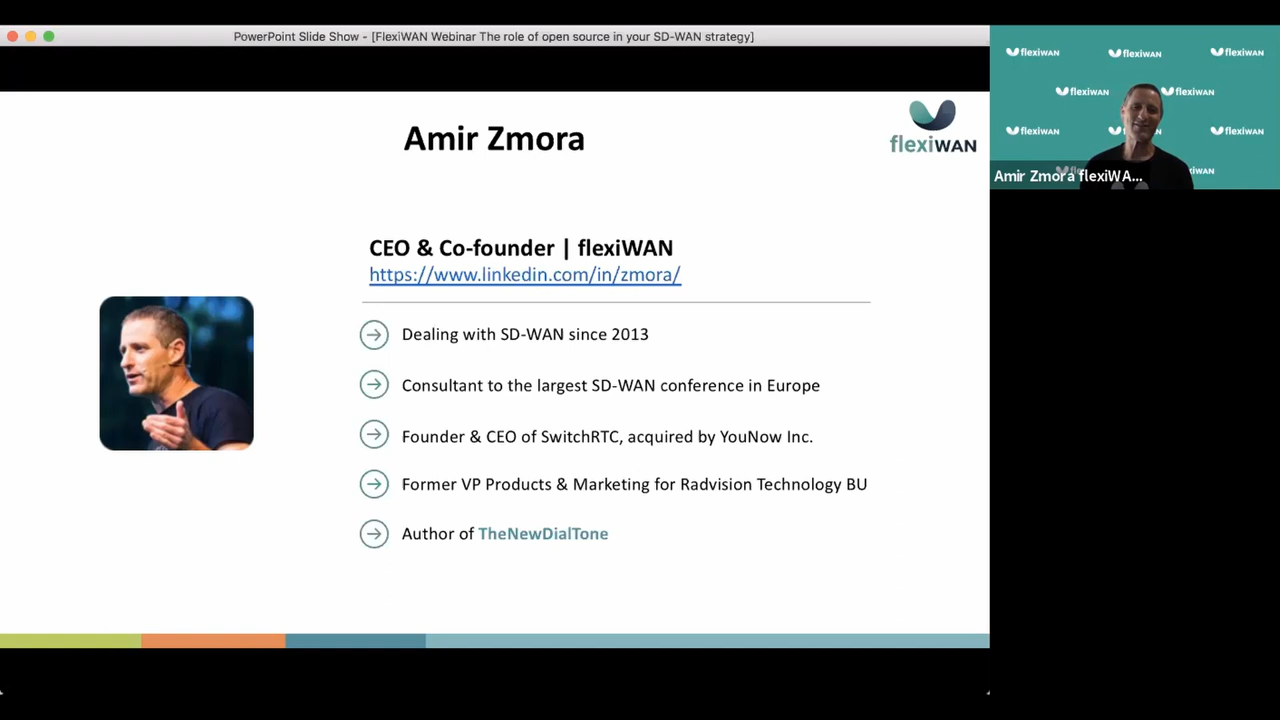 PowerPoint Slide Show - [FlexiWAN Webinar The role of open source in your SD-WAN strategy]
Amir Zmora
flexiWAN
CEO & Co-founder | flexiWAN
https://www.linkedin.com/in/zmora/
Dealing with SD-WAN since 2013
Consultant to the largest SD-WAN conference in Europe
Founder & CEO of SwitchRTC, acquired by YouNow Inc.
Former VP Products & Marketing for Radvision Technology BU
Author of TheNewDialTone
flexiWAN flexiWAN flexiWAN
flexiWAN flexiWAN
flexiWAN flexiWAN
Amir Zmora flexiWA...